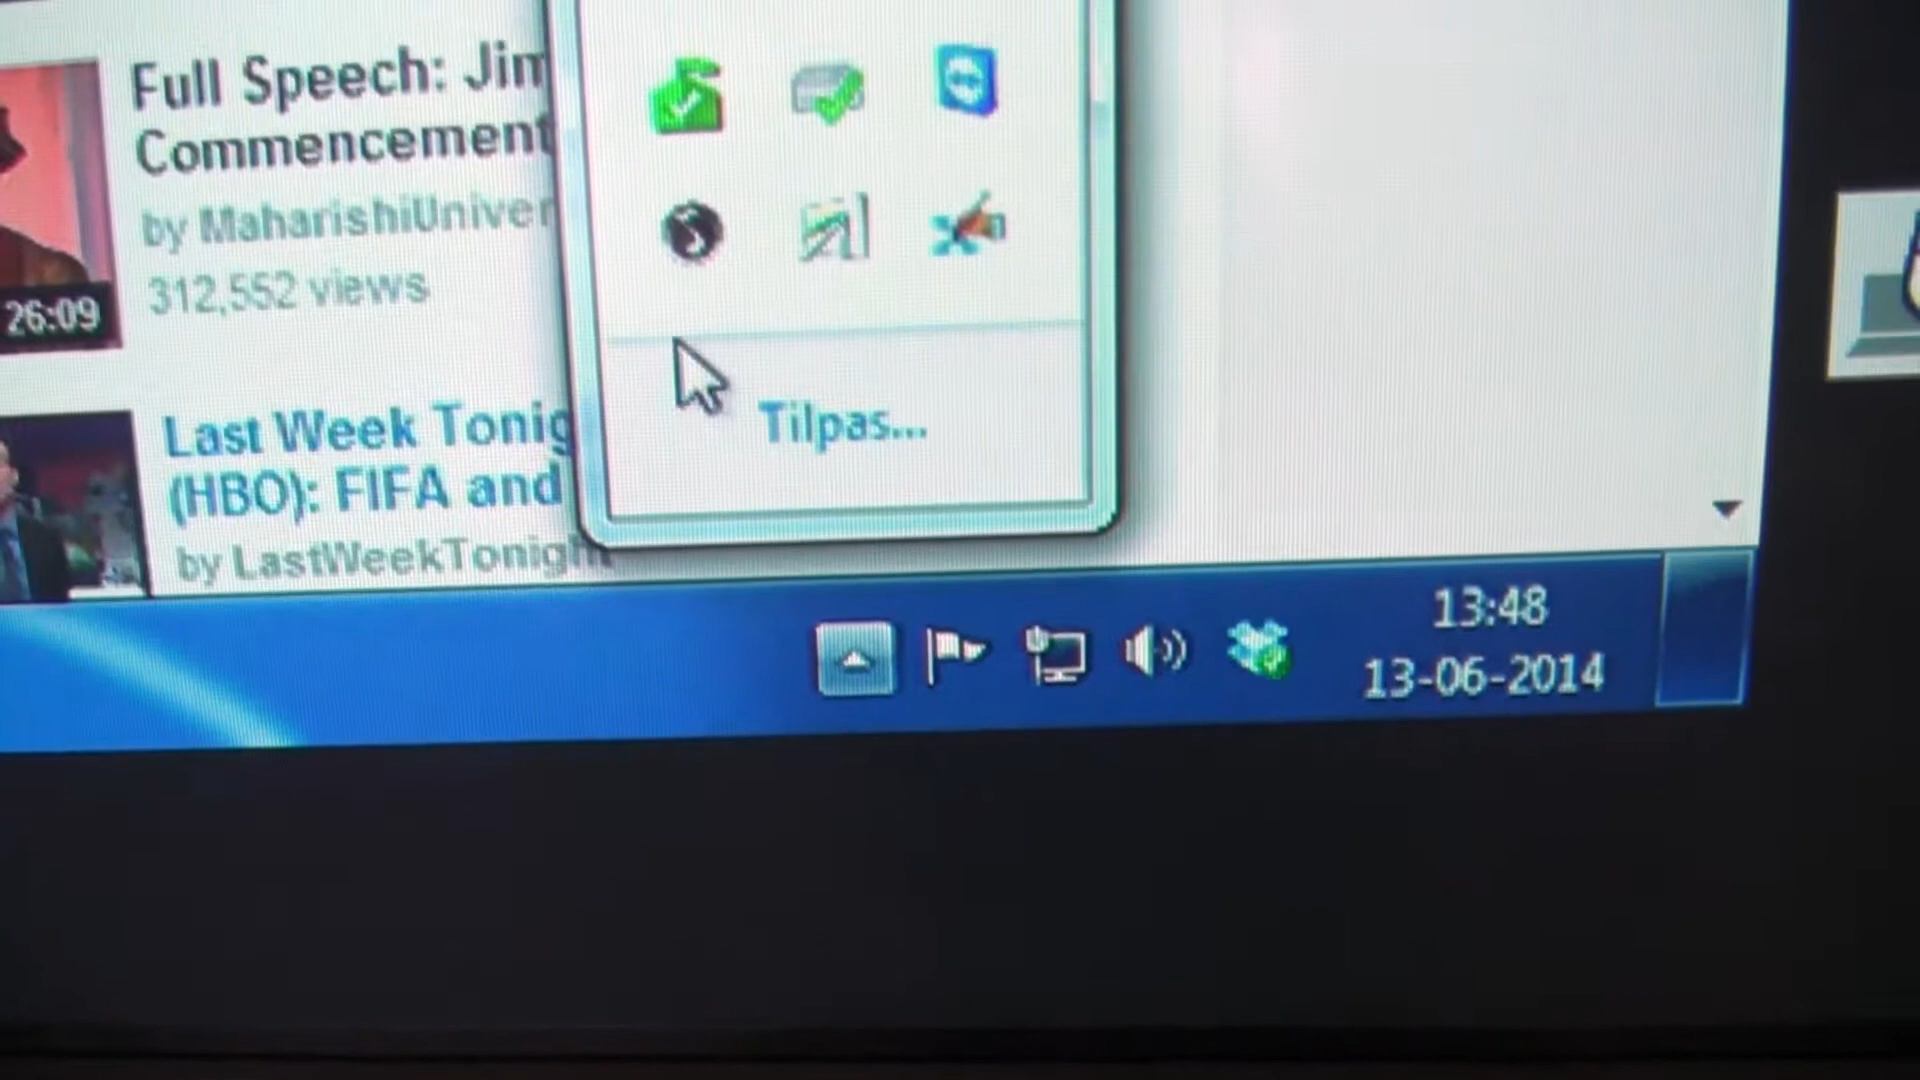 Full Speech: Jim
Commencement
by MaharishiUniver
312,552 views
26:09
Last Week Tonig
(HBO): FIFA and
by LastWeekTonigh
Tilpas...
13:48
13-06-2014